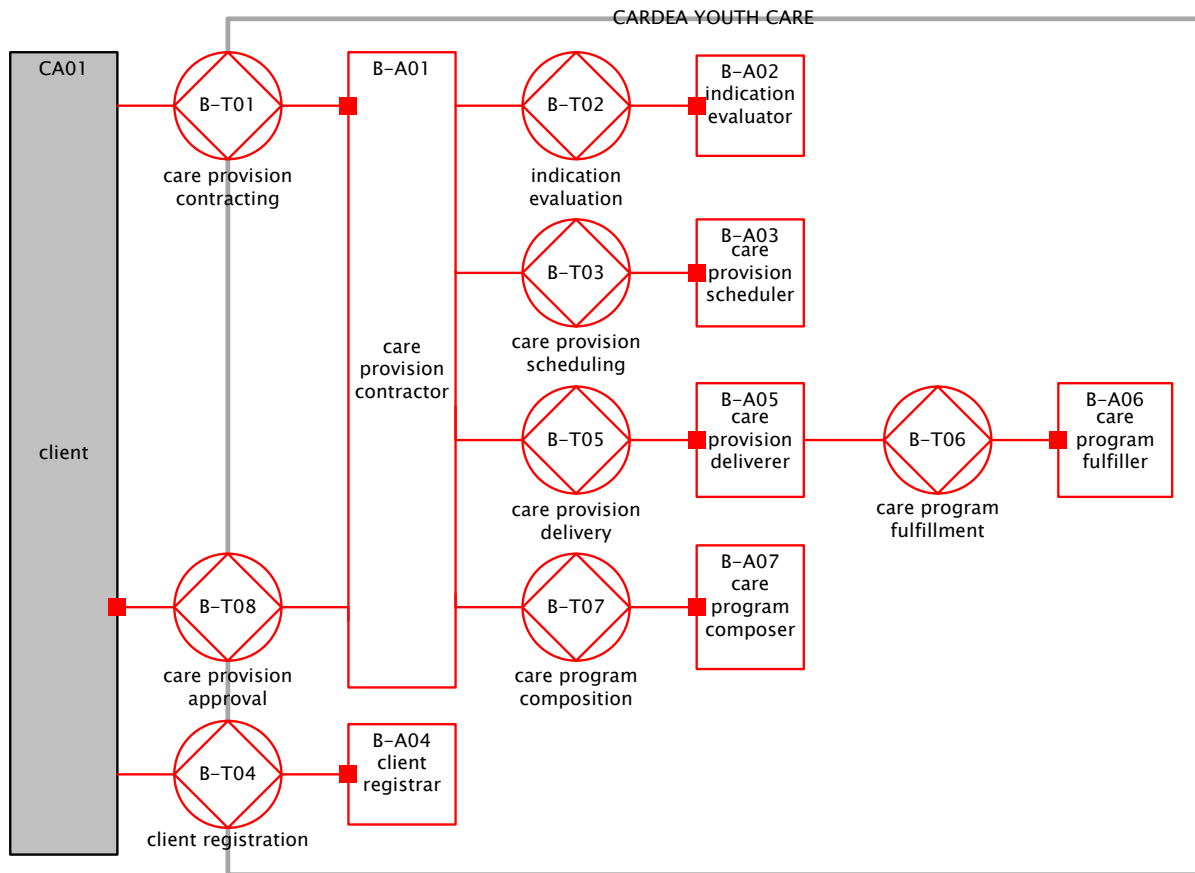 CARDEA YOUTH CARE
CA01
client
B-T01
care provision
contracting
B-A01
care
provision
contractor
B-T02
indication
evaluation
B-A02
indication
evaluator
B-T03
care provision
scheduling
B-A03
care
provision
scheduler
B-T05
care provision
delivery
B-A05
care
provision
deliverer
B-T06
care program
fulfillment
B-A06
care
program
fulfiller
B-T08
care provision
approval
B-T07
care program
composition
B-A07
care
program
composer
B-T04
client registration
B-A04
client
registrar